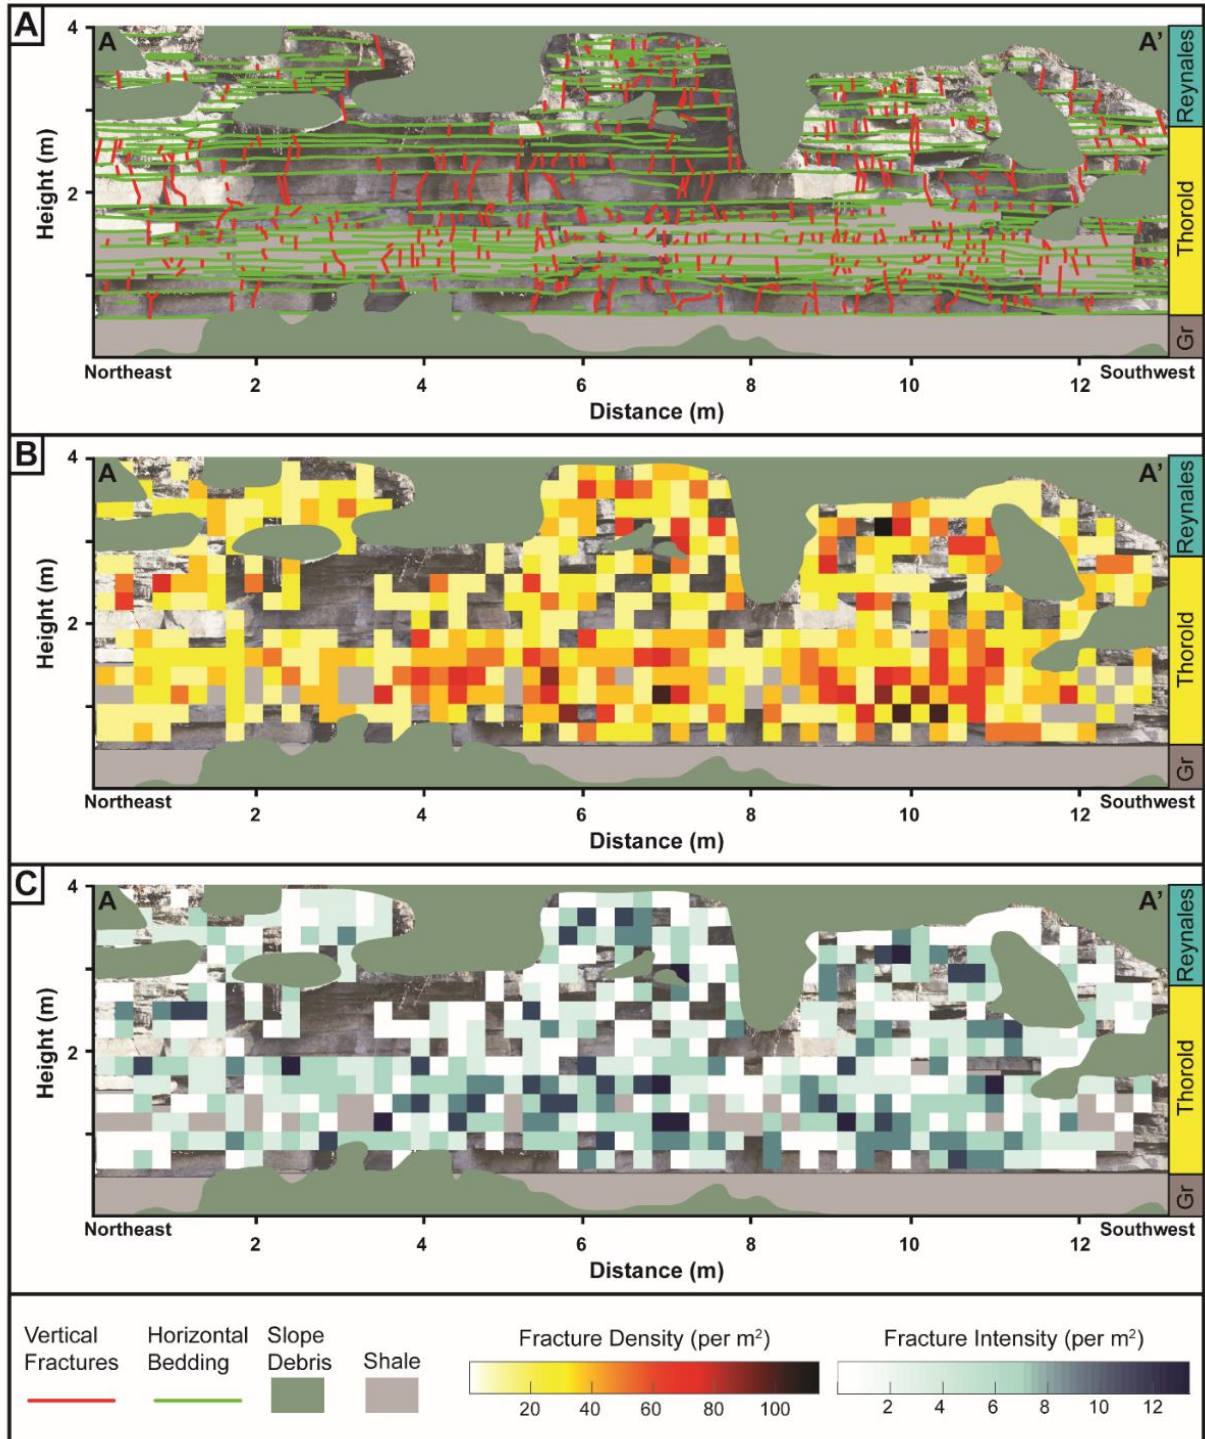 A
A
A'
4
2
Height (m)
Reynales
Thorold
Gr
Northeast
2
4
6
8
10
12
Southwest
Distance (m)
B
A
A'
4
2
Height (m)
Reynales
Thorold
Gr
Northeast
2
4
6
8
10
12
Southwest
Distance (m)
C
A
A'
4
2
Height (m)
Reynales
Thorold
Gr
Northeast
2
4
6
8
10
12
Southwest
Distance (m)
Vertical
Fractures
Horizontal
Bedding
Slope
Debris
Shale
Fracture Density (per m²)
20 40 60 80 100
Fracture Intensity (per m²)
2 4 6 8 10 12